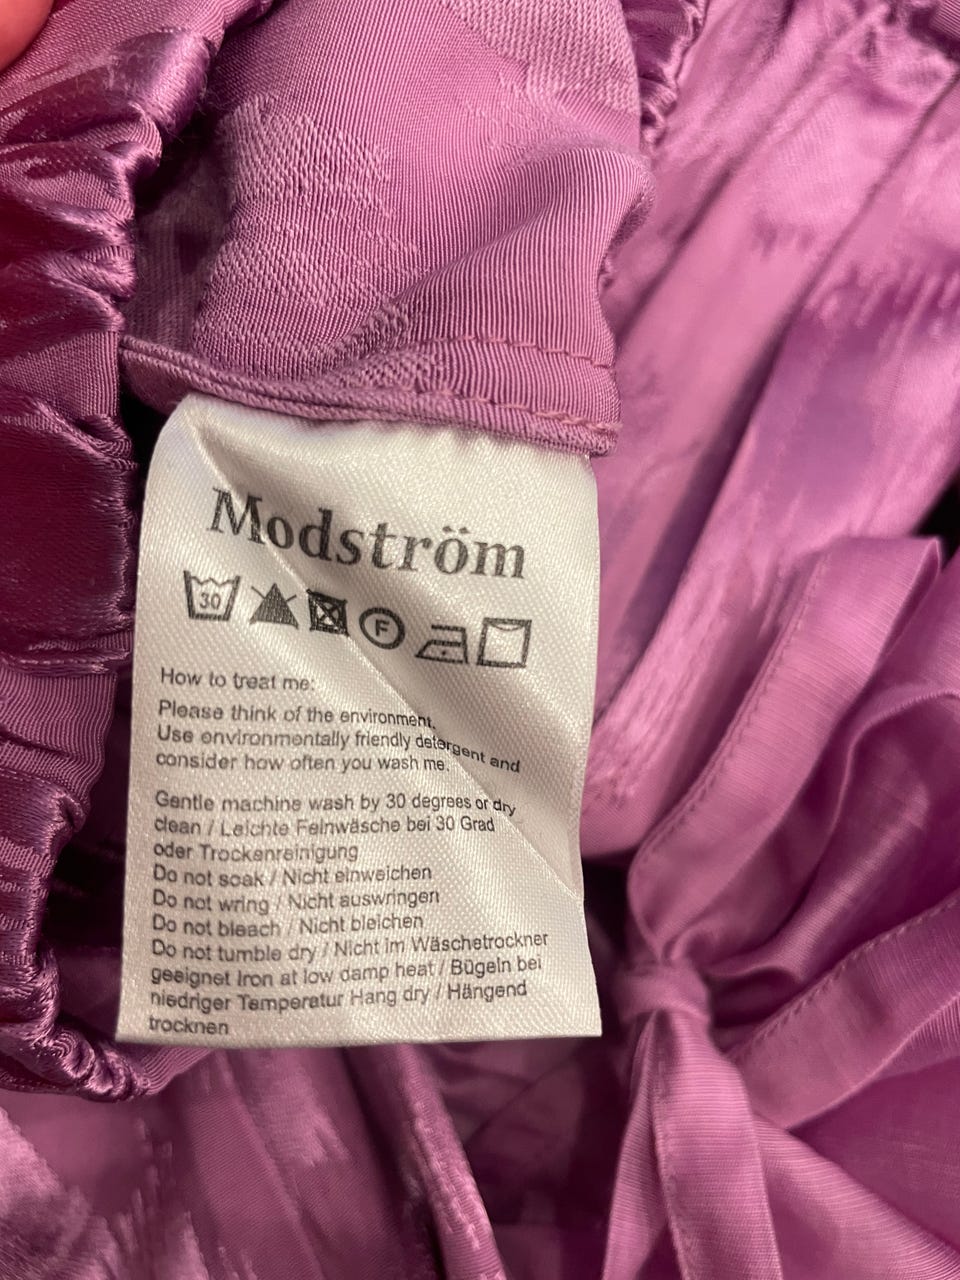 Modström
30 F
How to treat me:
Please think of the environment.
Use environmentally friendly detergent and
consider how often you wash me.
Gentle machine wash by 30 degrees or dry
clean / Leichte Feinwäsche bei 30 Grad
oder Trockenreinigung
Do not soak / Nicht einweichen
Do not wring / Nicht auswringen
Do not bleach / Nicht bleichen
Do not tumble dry / Nicht im Wäschetrockner
geeignet Iron at low damp heat / Bügeln bei
niedriger Temperatur Hang dry / Hängend
trocknen